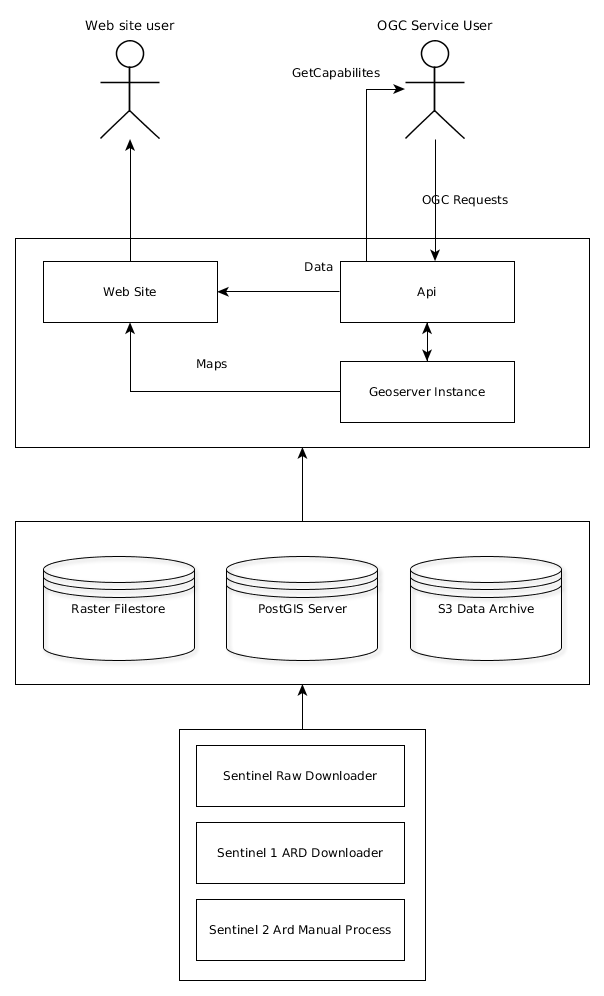 Web site user
OGC Service User
GetCapabilites
OGC Requests
Data
Web Site
Api
Maps
Geoserver Instance
Raster Filestore
PostGIS Server
S3 Data Archive
Sentinel Raw Downloader
Sentinel 1 ARD Downloader
Sentinel 2 Ard Manual Process